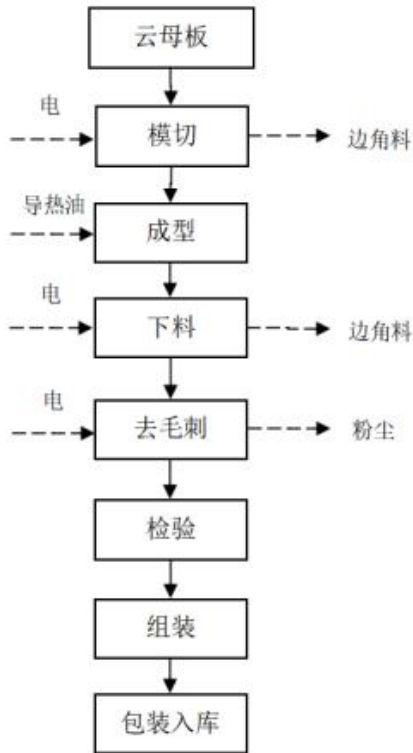 云母板
电
模切
边角料
导热油
成型
电
下料
边角料
电
去毛刺
粉尘
检验
组装
包装入库